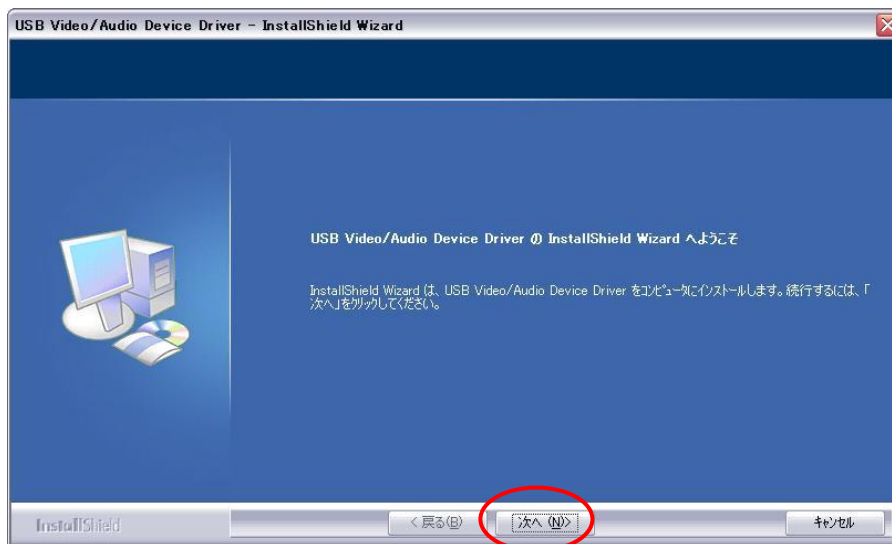 USB Video/Audio Device Driver - InstallShield Wizard
USB Video/Audio Device Driver の InstallShield Wizard へようこそ
InstallShield Wizard は、USB Video/Audio Device Driver をｺﾝﾋﾟｭｰﾀにｲﾝｽﾄｰﾙします。続行するには、「
次へ」をｸﾘｯｸしてください。
InstallShield
< 戻る(B)
次へ (N)>
ｷｬﾝｾﾙ